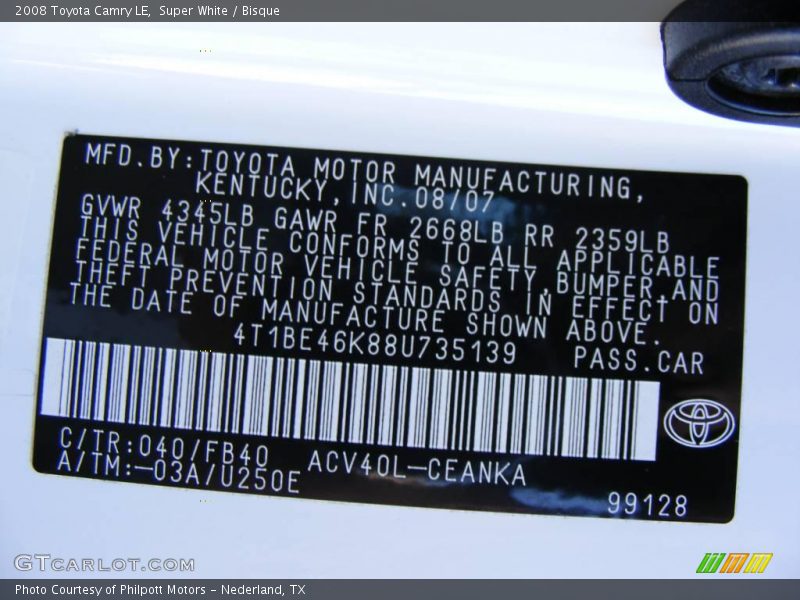 2008 Toyota Camry LE, Super White / Bisque
MFD.BY:TOYOTA MOTOR MANUFACTURING,
KENTUCKY,INC.08/07
GVWR 4345LB GAWR FR 2668LB RR 2359LB
THIS VEHICLE CONFORMS TO ALL APPLICABLE
FEDERAL MOTOR VEHICLE SAFETY,BUMPER,AND
THEFT PREVENTION STANDARDS IN EFFECT ON
THE DATE OF MANUFACTURE SHOWN ABOVE.
4T1BE46K88U735139 PASS.CAR
C/TR:040/FB40 ACV40L-CEANKA
A/TM:-03A/U250E
99128
GTCARLOT.COM
Photo Courtesy of Philpott Motors - Nederland, TX